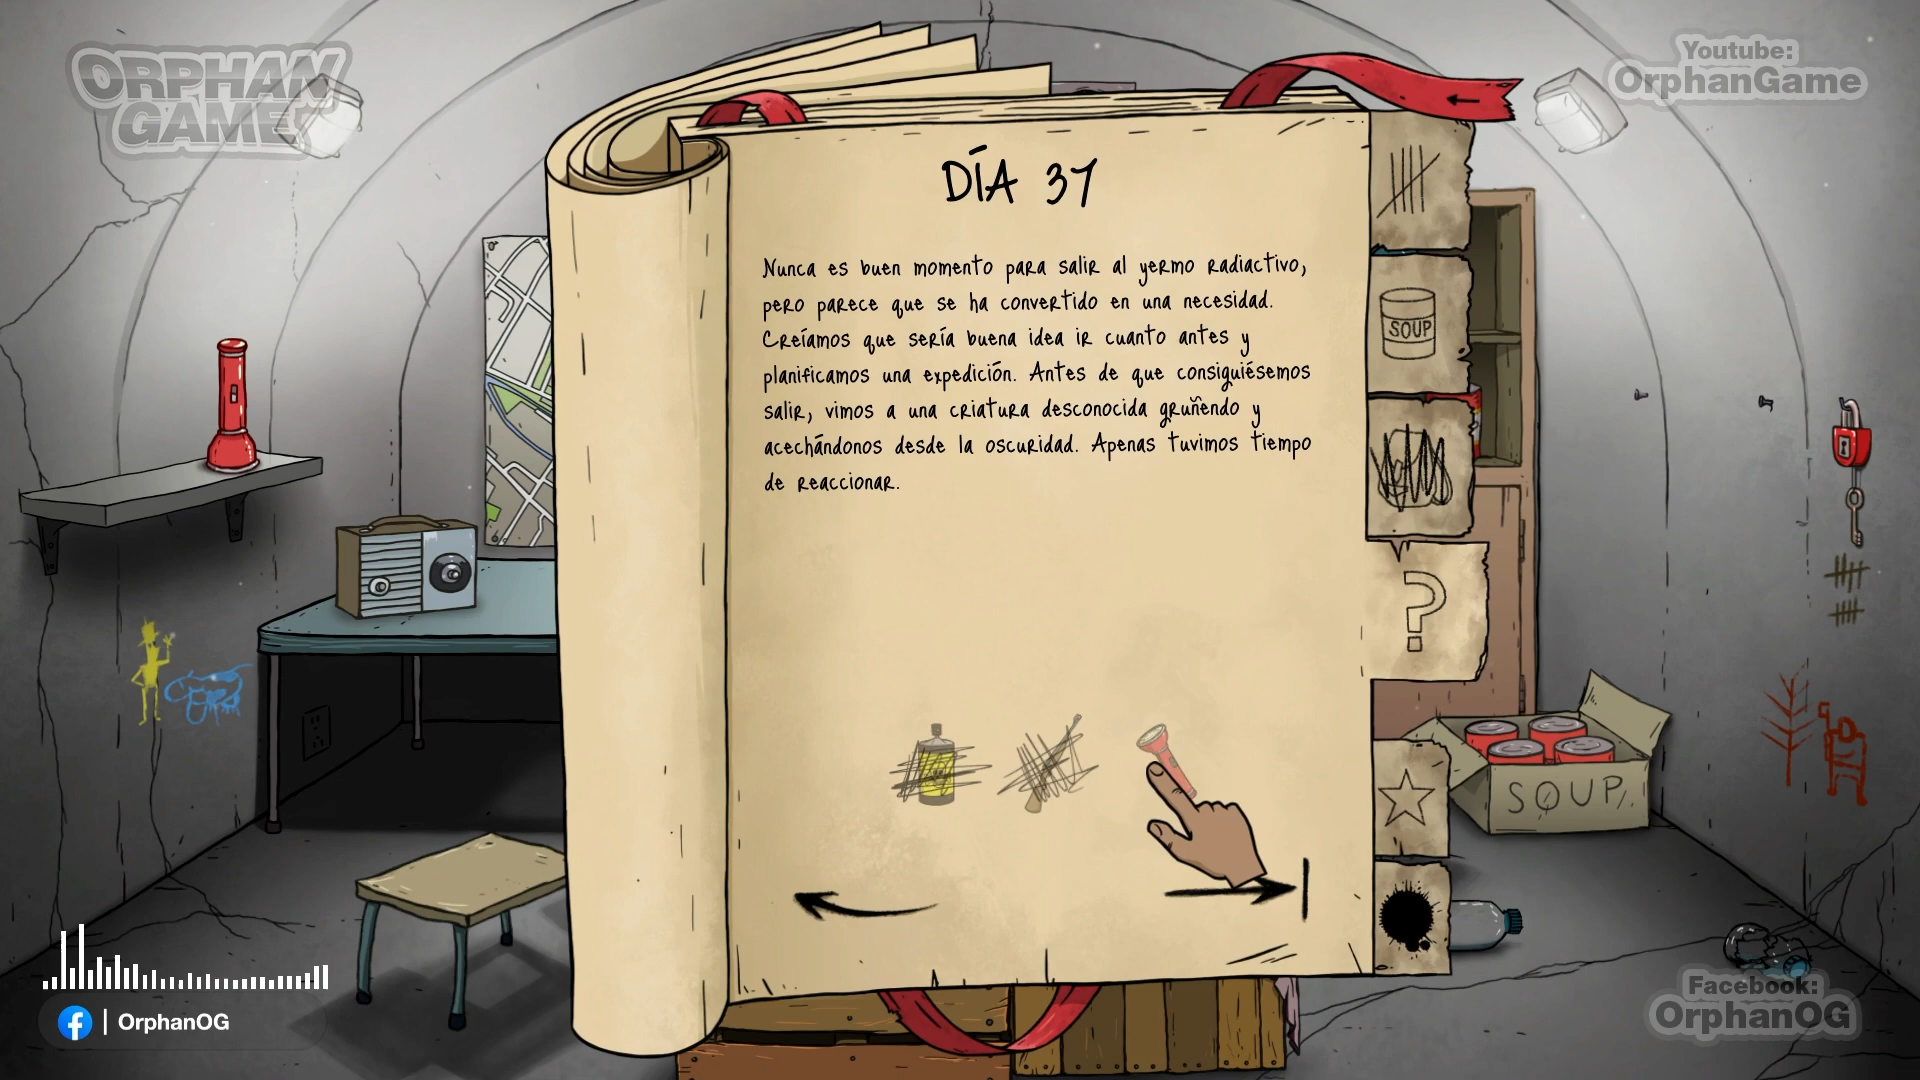 ORPHAN
GAME
Youtube:
OrphanGame
DÍA 37
Nunca es buen momento para salir al yermo radiactivo,
pero parece que se ha convertido en una necesidad.
Creíamos que sería buena idea ir cuanto antes y
planificamos una expedición. Antes de que consiguiésemos
salir, vimos a una criatura desconocida gruñendo y
acechándonos desde la oscuridad. Apenas tuvimos tiempo
de reaccionar.
SOUP
SOUP
Facebook:
OrphanOG
| OrphanOG